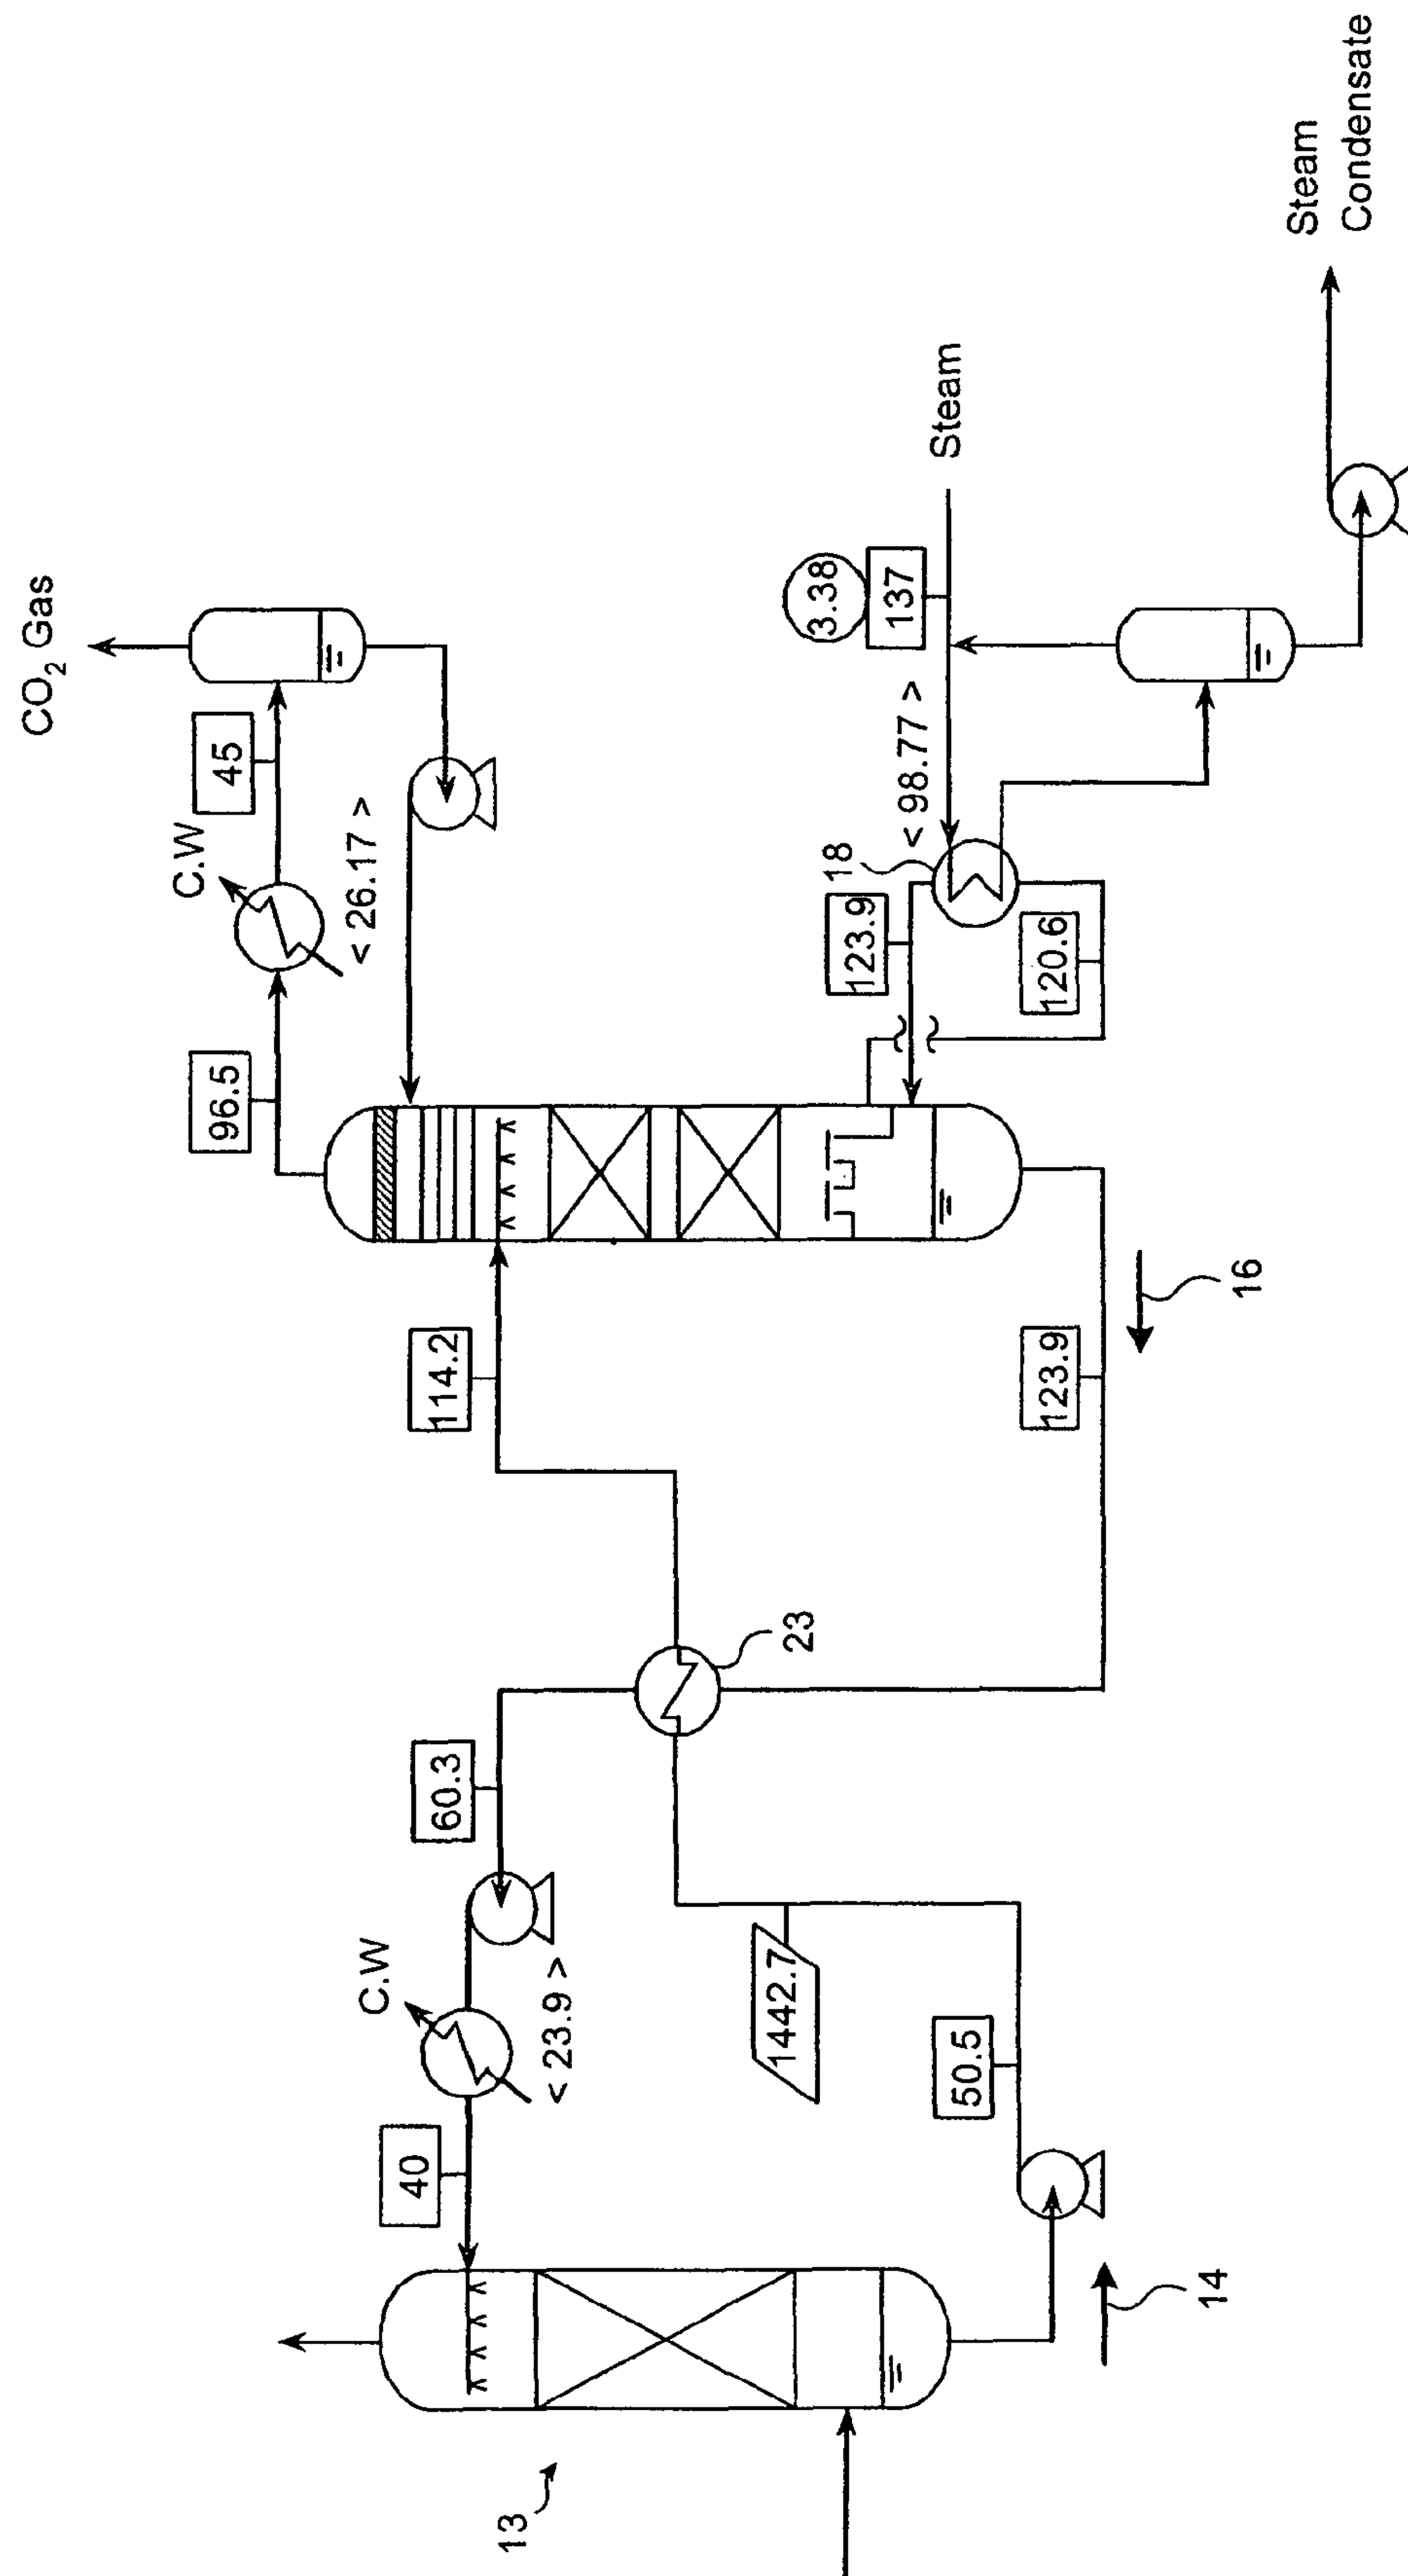 CO2 Gas
C.W
45
96.5
< 26.17 >
Steam
Condensate
Steam
3.38
137
< 98.77 >
18
123.9
120.6
114.2
16
123.9
23
60.3
C.W
< 23.9 >
40
1442.7
50.5
14
13